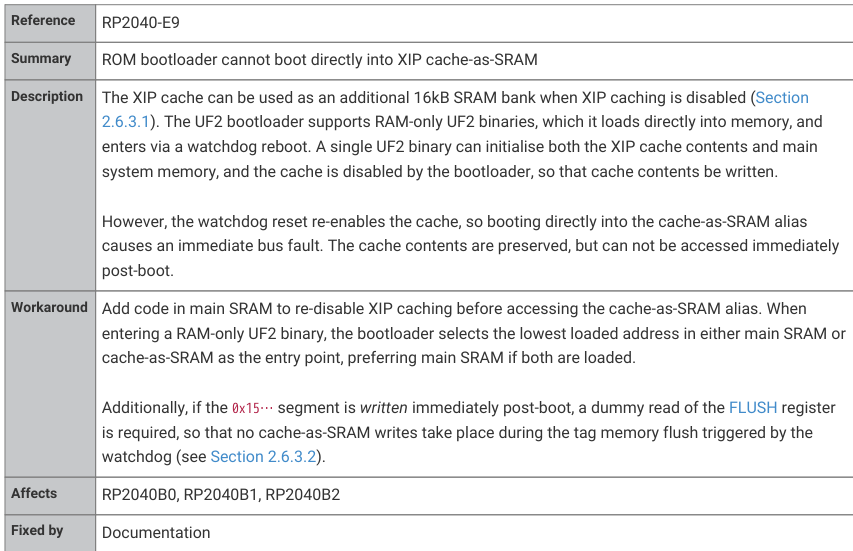 Reference RP2040-E9
Summary ROM bootloader cannot boot directly into XIP cache-as-SRAM
Description The XIP cache can be used as an additional 16kB SRAM bank when XIP caching is disabled (Section
2.6.3.1). The UF2 bootloader supports RAM-only UF2 binaries, which it loads directly into memory, and
enters via a watchdog reboot. A single UF2 binary can initialise both the XIP cache contents and main
system memory, and the cache is disabled by the bootloader, so that cache contents be written.
However, the watchdog reset re-enables the cache, so booting directly into the cache-as-SRAM alias
causes an immediate bus fault. The cache contents are preserved, but can not be accessed immediately
post-boot.
Workaround Add code in main SRAM to re-disable XIP caching before accessing the cache-as-SRAM alias. When
entering a RAM-only UF2 binary, the bootloader selects the lowest loaded address in either main SRAM or
cache-as-SRAM as the entry point, preferring main SRAM if both are loaded.
Additionally, if the 0x15⋯ segment is written immediately post-boot, a dummy read of the FLUSH register
is required, so that no cache-as-SRAM writes take place during the tag memory flush triggered by the
watchdog (see Section 2.6.3.2).
Affects RP2040B0, RP2040B1, RP2040B2
Fixed by Documentation